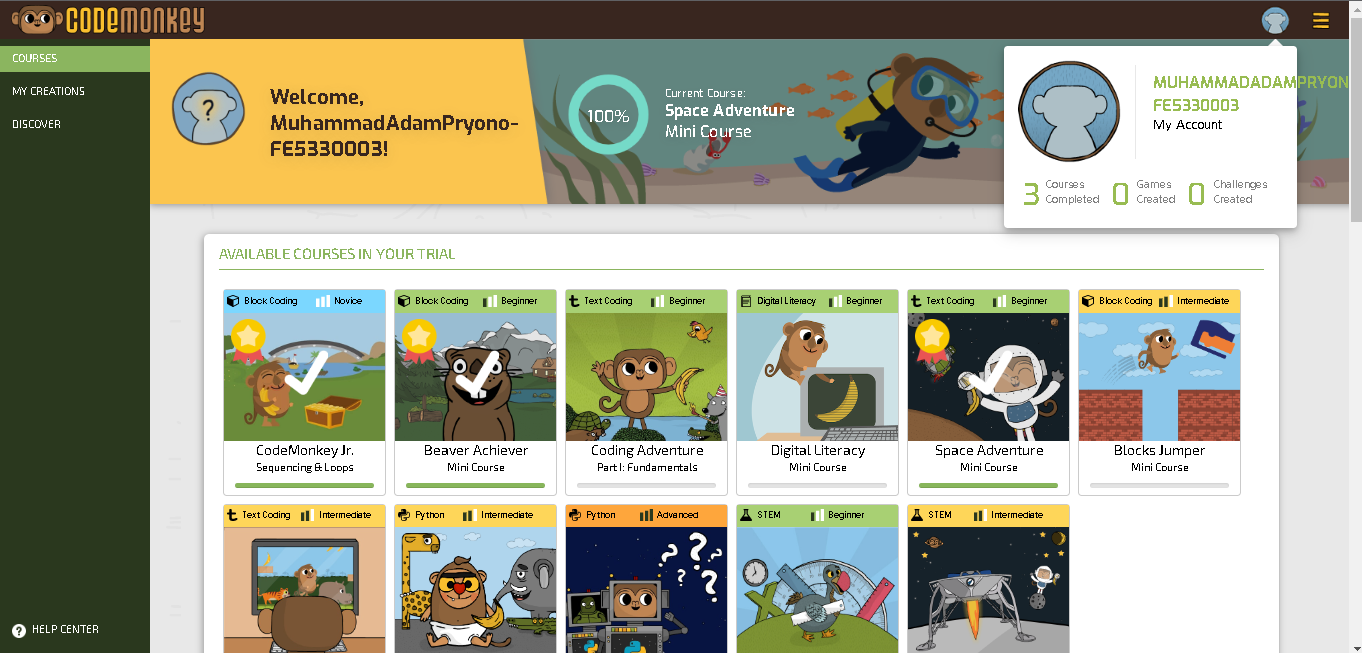 CODEMONKEY
COURSES
MY CREATIONS
DISCOVER
HELP CENTER
?
Welcome,
MuhammadAdamPryono-
FE5330003!
100%
Current Course:
Space Adventure
Mini Course
MUHAMMADADAMPRYON
FE5330003
My Account
3 Courses Completed
0 Games Created
0 Challenges Created
AVAILABLE COURSES IN YOUR TRIAL
Block Coding Novice
CodeMonkey Jr.
Sequencing & Loops
Block Coding Beginner
Beaver Achiever
Mini Course
Text Coding Beginner
Coding Adventure
Part I: Fundamentals
Digital Literacy Beginner
Digital Literacy
Mini Course
Text Coding Beginner
Space Adventure
Mini Course
Block Coding Intermediate
Blocks Jumper
Mini Course
Text Coding Intermediate
Python Intermediate
Python Advanced
? ? ?
STEM Beginner
STEM Intermediate